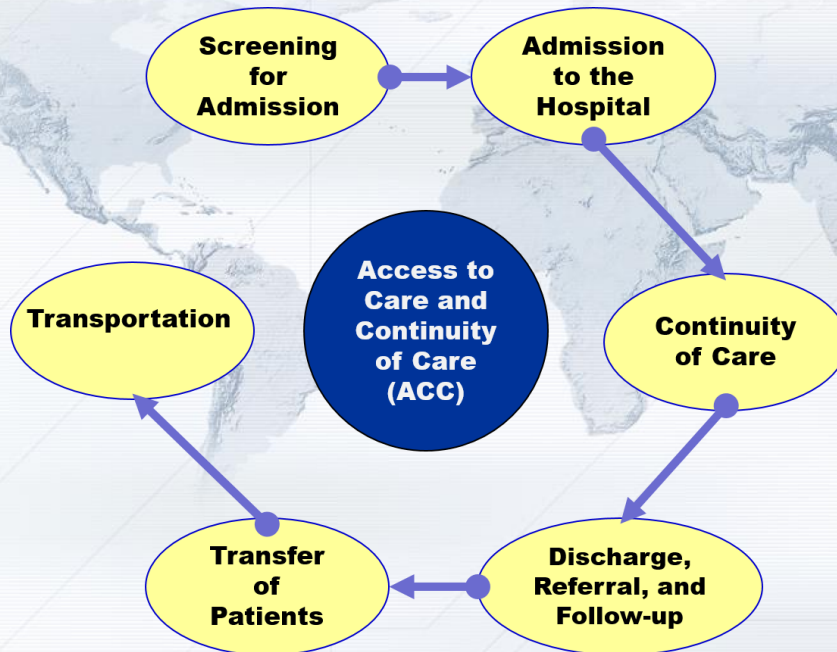 Screening
for
Admission
Admission
to the
Hospital
Access to
Care and
Continuity
of Care
(ACC)
Transportation
Continuity
of Care
Transfer
of
Patients
Discharge,
Referral, and
Follow-up